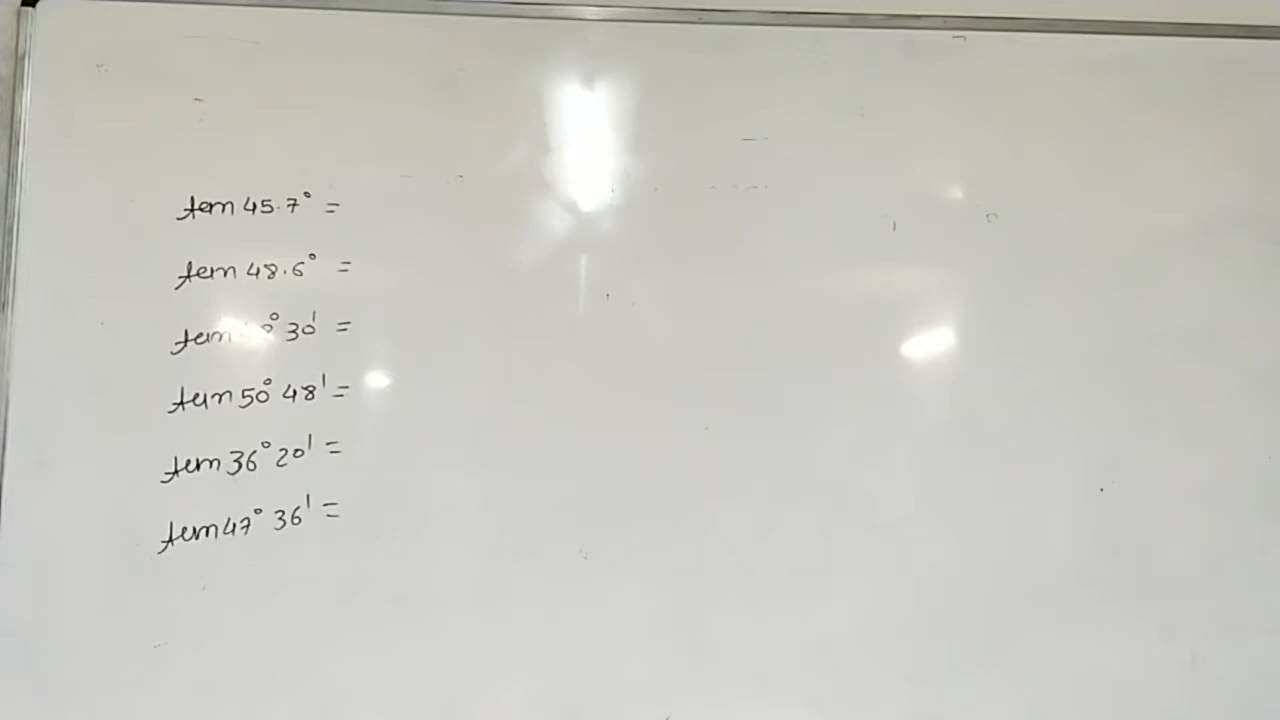 tan 45.7° =
tan 48.6° =
tan ° 30' =
tan 50° 48' =
tan 36° 20' =
tan 47° 36' =